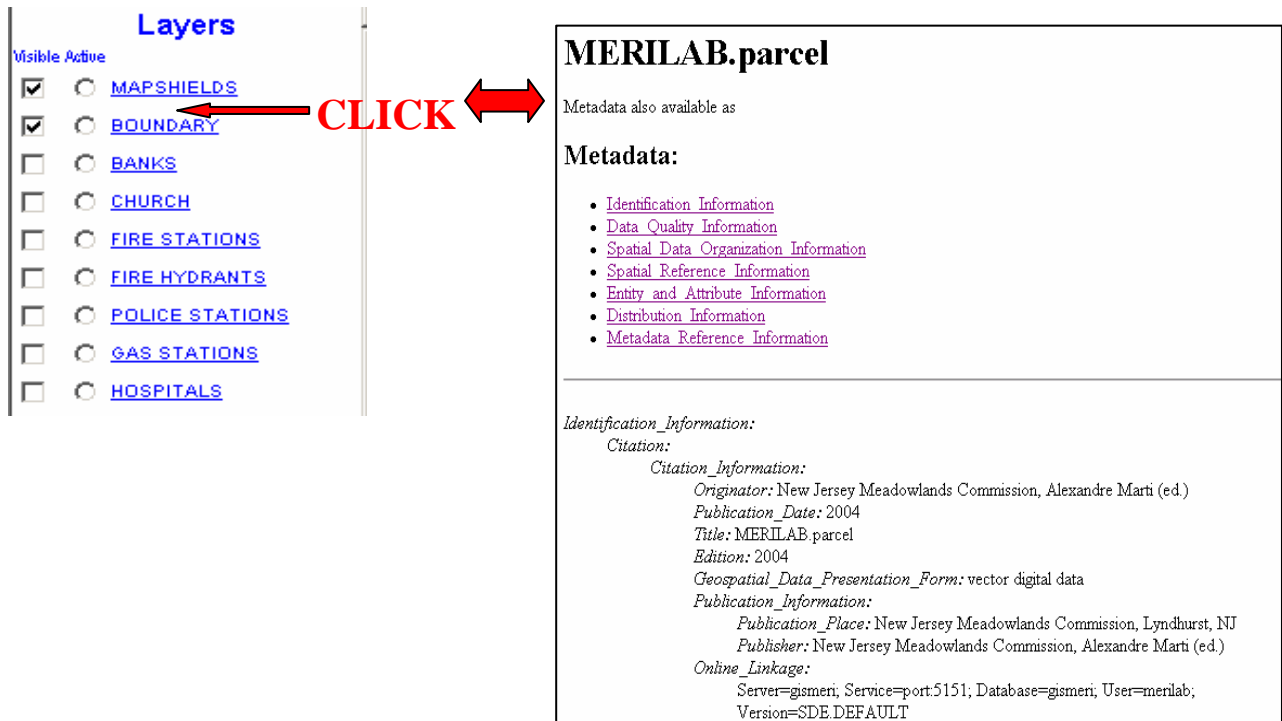 Layers
Visible Active
MAPSHIELDS
BOUNDARY
BANKS
CHURCH
FIRE STATIONS
FIRE HYDRANTS
POLICE STATIONS
GAS STATIONS
HOSPITALS
CLICK
MERILAB.parcel
Metadata also available as
Metadata:
• Identification_Information
• Data_Quality_Information
• Spatial_Data_Organization_Information
• Spatial_Reference_Information
• Entity_and_Attribute_Information
• Distribution_Information
• Metadata_Reference_Information
Identification_Information:
Citation:
Citation_Information:
Originator: New Jersey Meadowlands Commission, Alexandre Marti (ed.)
Publication_Date: 2004
Title: MERILAB.parcel
Edition: 2004
Geospatial_Data_Presentation_Form: vector digital data
Publication_Information:
Publication_Place: New Jersey Meadowlands Commission, Lyndhurst, NJ
Publisher: New Jersey Meadowlands Commission, Alexandre Marti (ed.)
Online_Linkage:
Server=gismeri; Service=port:5151; Database=gismeri; User=merilab;
Version=SDE.DEFAULT